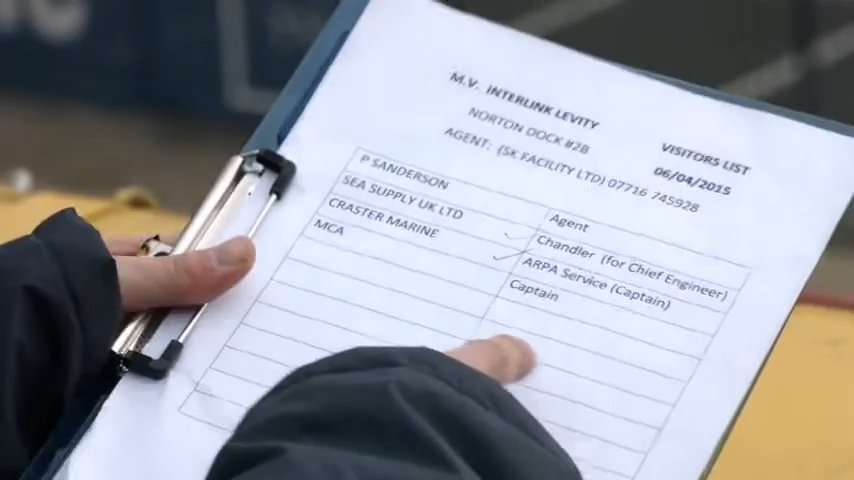 M.V. INTERLINK LEVITY
NORTON DOCK #2B
AGENT: (SK FACILITY LTD) 07716 745928
VISITORS LIST
06/04/2015
P SANDERSON Agent
SEA SUPPLY UK LTD Chandler (for Chief Engineer)
CRASTER MARINE ARPA Service (Captain)
MCA Captain